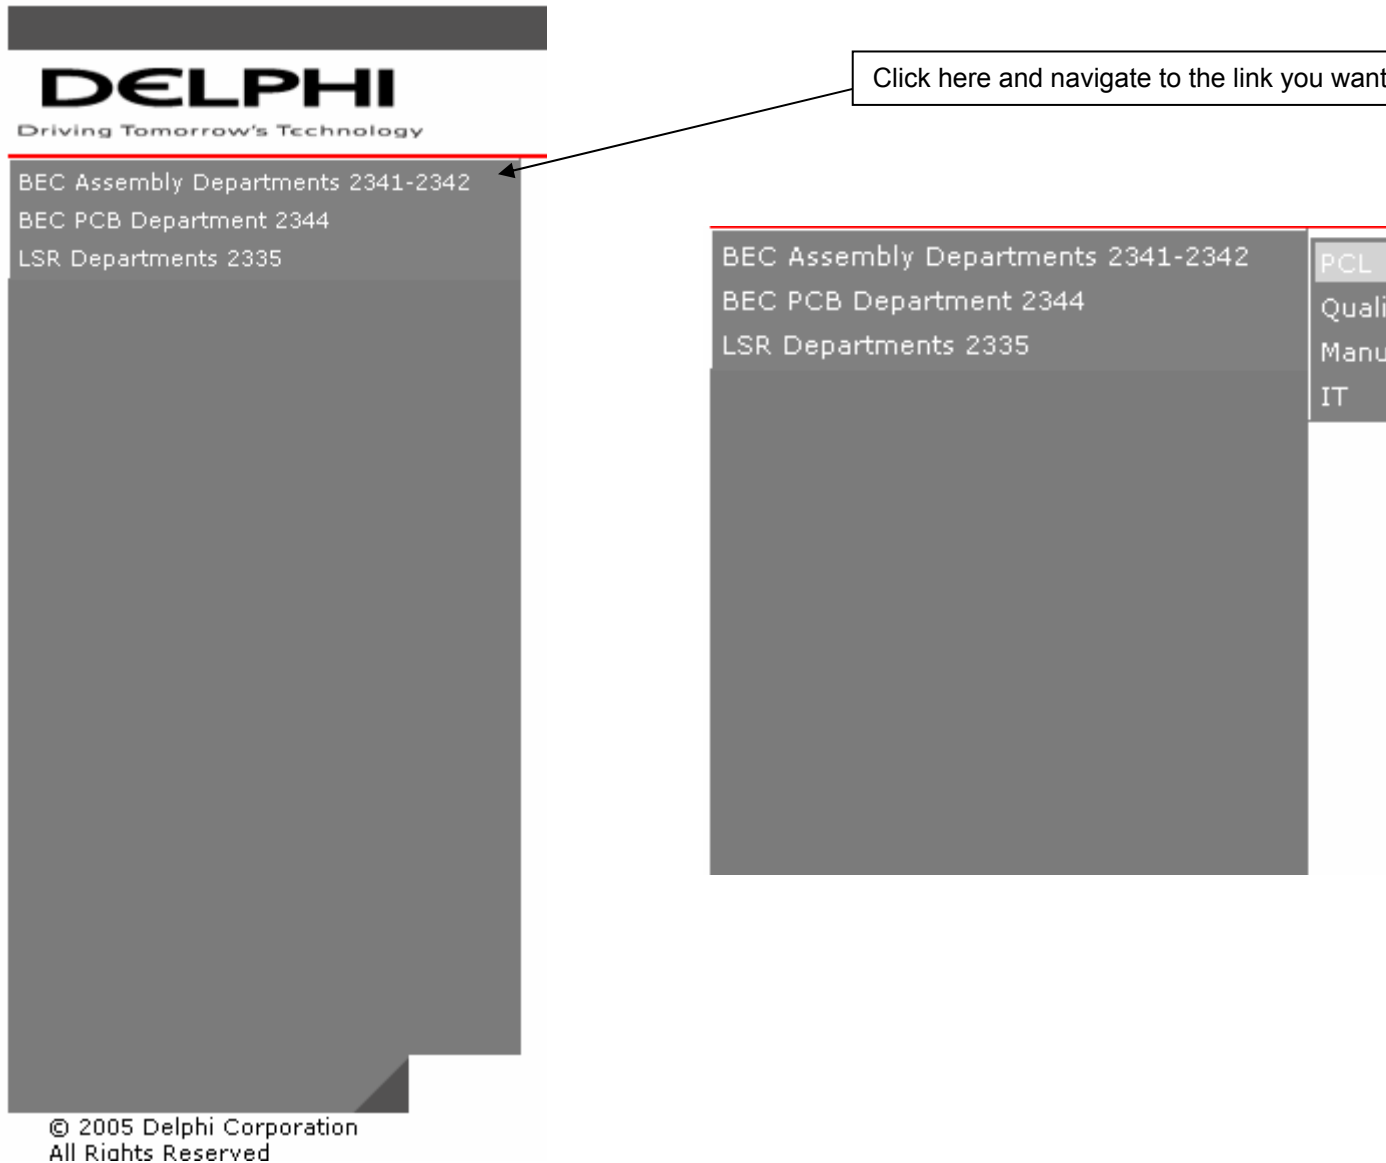 DELPHI
Driving Tomorrow's Technology
BEC Assembly Departments 2341-2342
BEC PCB Department 2344
LSR Departments 2335
© 2005 Delphi Corporation
All Rights Reserved
Click here and navigate to the link you want
BEC Assembly Departments 2341-2342
BEC PCB Department 2344
LSR Departments 2335
PCL
Quali
Manu
IT